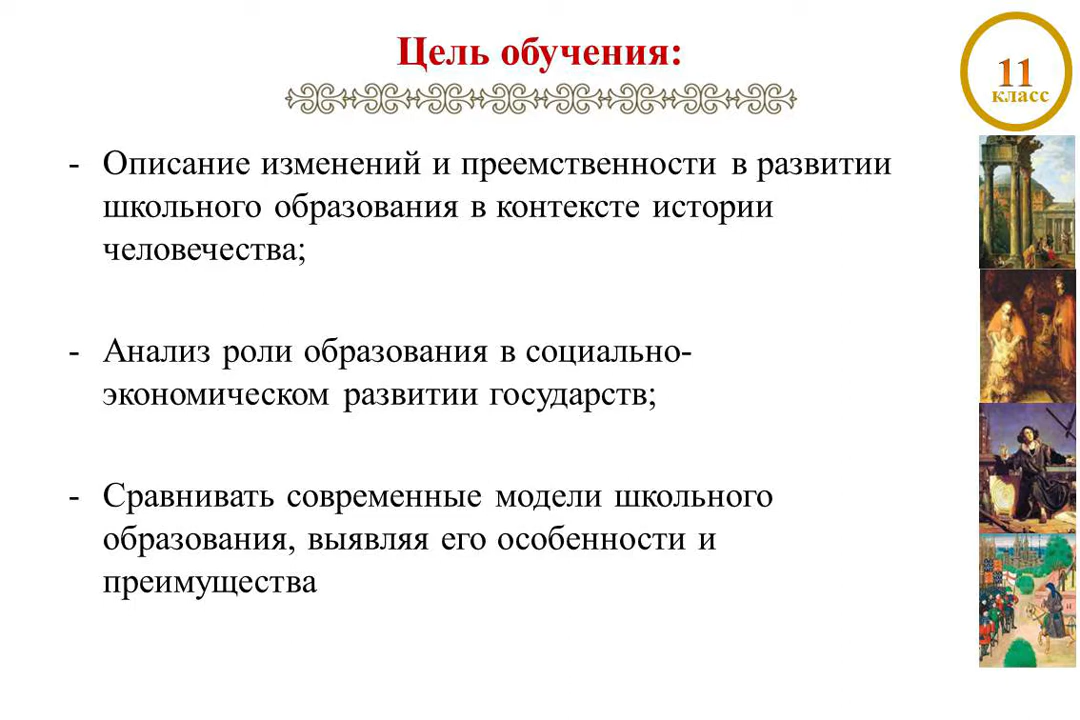 Цель обучения:
11
класс
- Описание изменений и преемственности в развитии
школьного образования в контексте истории
человечества;
- Анализ роли образования в социально-
экономическом развитии государств;
- Сравнивать современные модели школьного
образования, выявляя его особенности и
преимущества